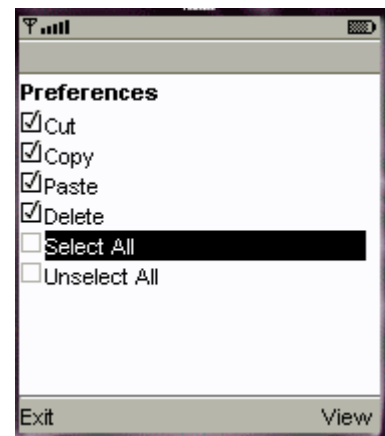 Preferences
Cut
Copy
Paste
Delete
Select All
Unselect All
Exit View